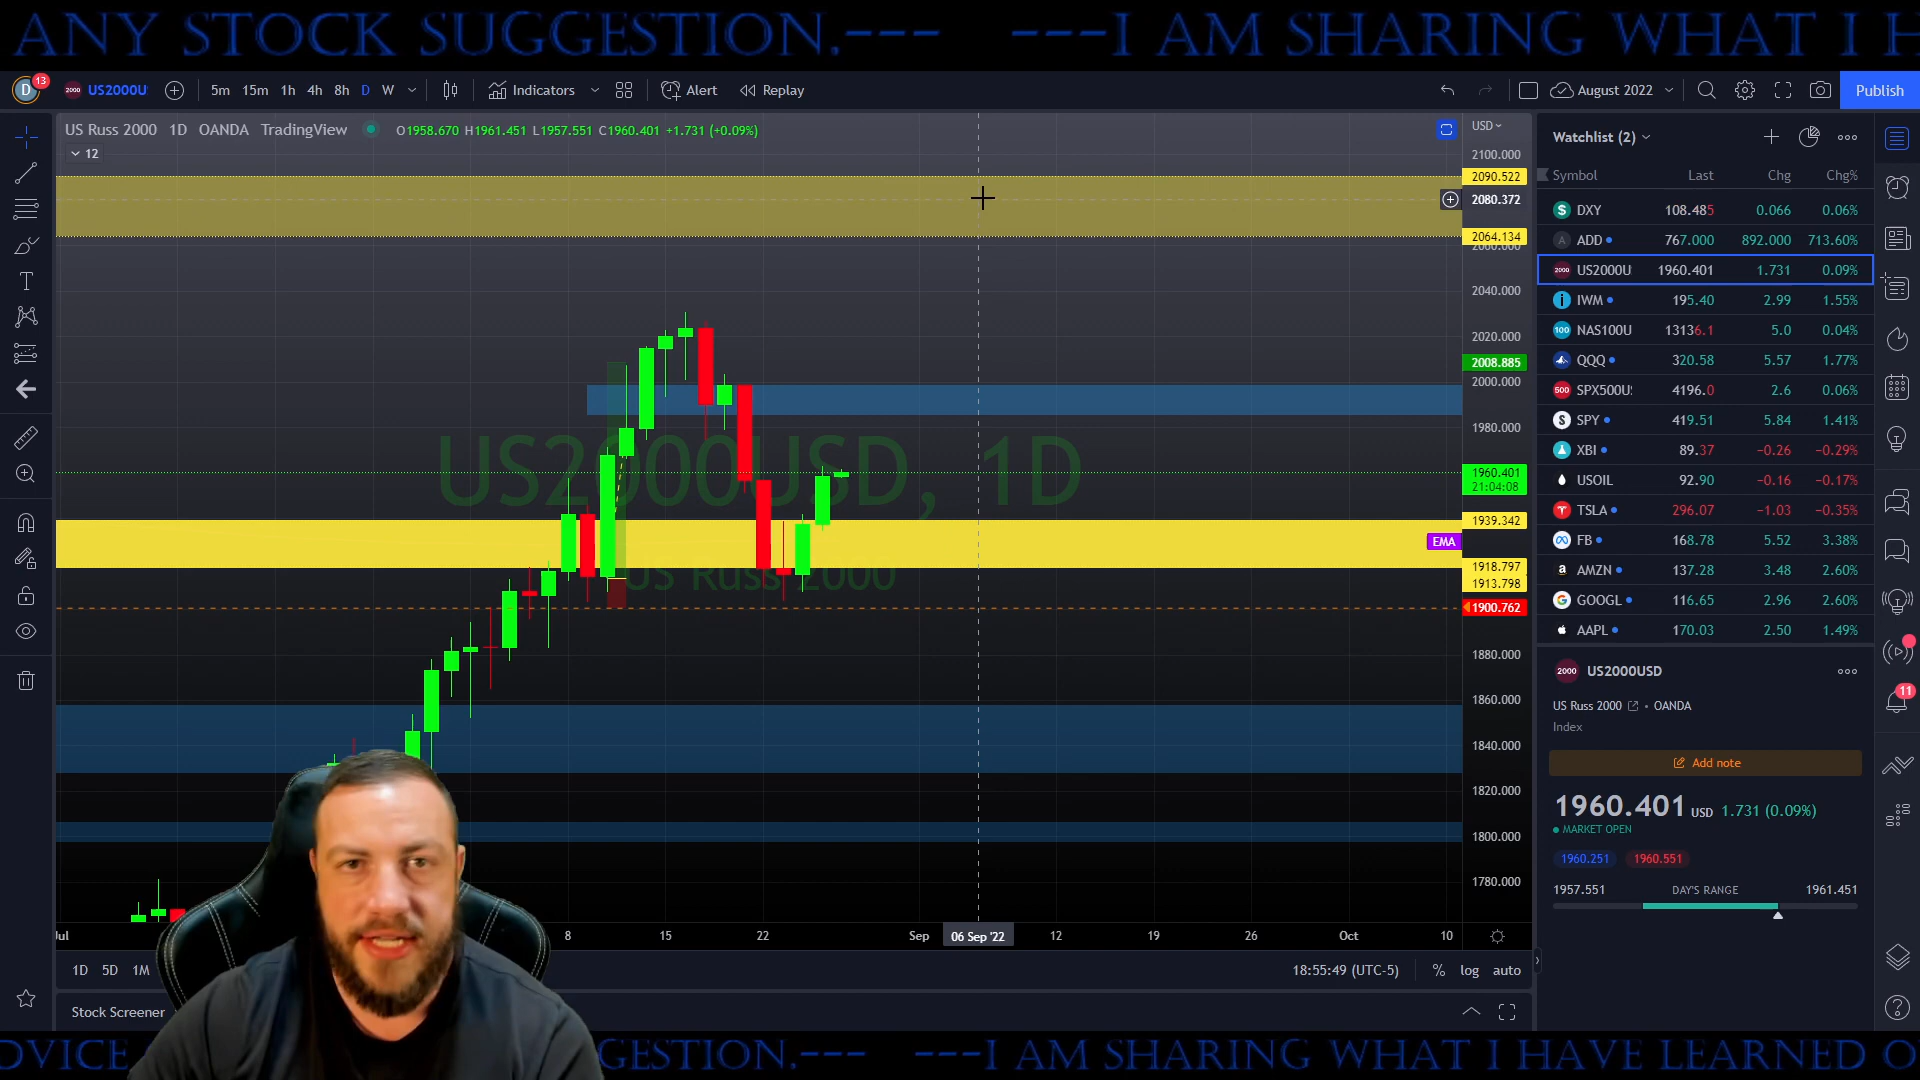 ANY STOCK SUGGESTION.--- ---I AM SHARING WHAT I H
D 13 2000 US2000U 5m 15m 1h 4h 8h D W Indicators Alert Replay August 2022 Publish
US Russ 2000 1D OANDA TradingView O1958.670 H1961.451 L1957.551 C1960.401 +1.731 (+0.09%)
12
USD
2100.000
2090.522
2080.372
2064.134
2060.000
2040.000
2020.000
2008.885
2000.000
1980.000
1960.401
21:04:08
1939.342
EMA
1918.797
1913.798
1900.762
1880.000
1860.000
1840.000
1820.000
1800.000
1780.000
US2000USD, 1D
US Russ 2000
Jul 8 15 22 Sep 06 Sep '22 12 19 26 Oct 10
1D 5D 1M 18:55:49 (UTC-5) % log auto
Stock Screener
Watchlist (2)
Symbol Last Chg Chg%
DXY 108.485 0.066 0.06%
ADD 767.000 892.000 713.60%
2000 US2000U 1960.401 1.731 0.09%
IWM 195.40 2.99 1.55%
100 NAS100U 13136.1 5.0 0.04%
QQQ 320.58 5.57 1.77%
500 SPX500U 4196.0 2.6 0.06%
SPY 419.51 5.84 1.41%
XBI 89.37 −0.26 −0.29%
USOIL 92.90 −0.16 −0.17%
TSLA 296.07 −1.03 −0.35%
FB 168.78 5.52 3.38%
AMZN 137.28 3.48 2.60%
GOOGL 116.65 2.96 2.60%
AAPL 170.03 2.50 1.49%
2000 US2000USD
US Russ 2000 • OANDA
Index
Add note
1960.401 USD 1.731 (0.09%)
MARKET OPEN
1960.251 1960.551
1957.551 DAY'S RANGE 1961.451
11
DVICE GESTION.--- ---I AM SHARING WHAT I HAVE LEARNED O